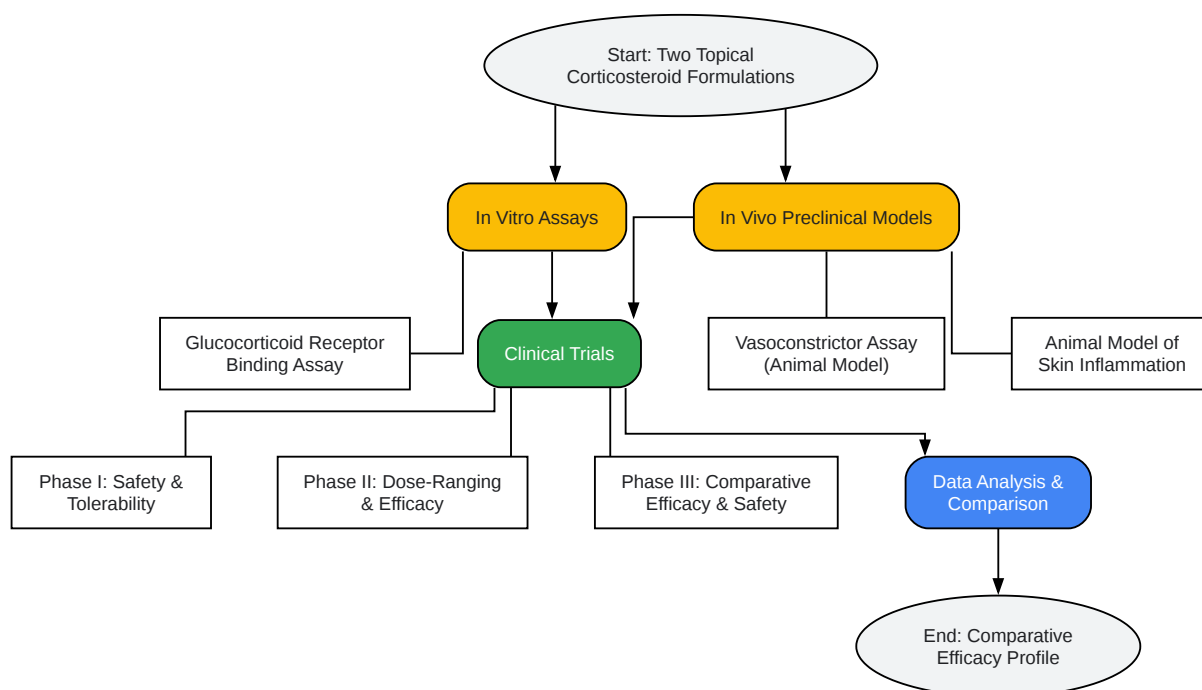 Start: Two Topical
Corticosteroid Formulations
In Vitro Assays
In Vivo Preclinical Models
Glucocorticoid Receptor
Binding Assay
Clinical Trials
Vasoconstrictor Assay
(Animal Model)
Animal Model of
Skin Inflammation
Phase I: Safety &
Tolerability
Phase II: Dose-Ranging
& Efficacy
Phase III: Comparative
Efficacy & Safety
Data Analysis &
Comparison
End: Comparative
Efficacy Profile